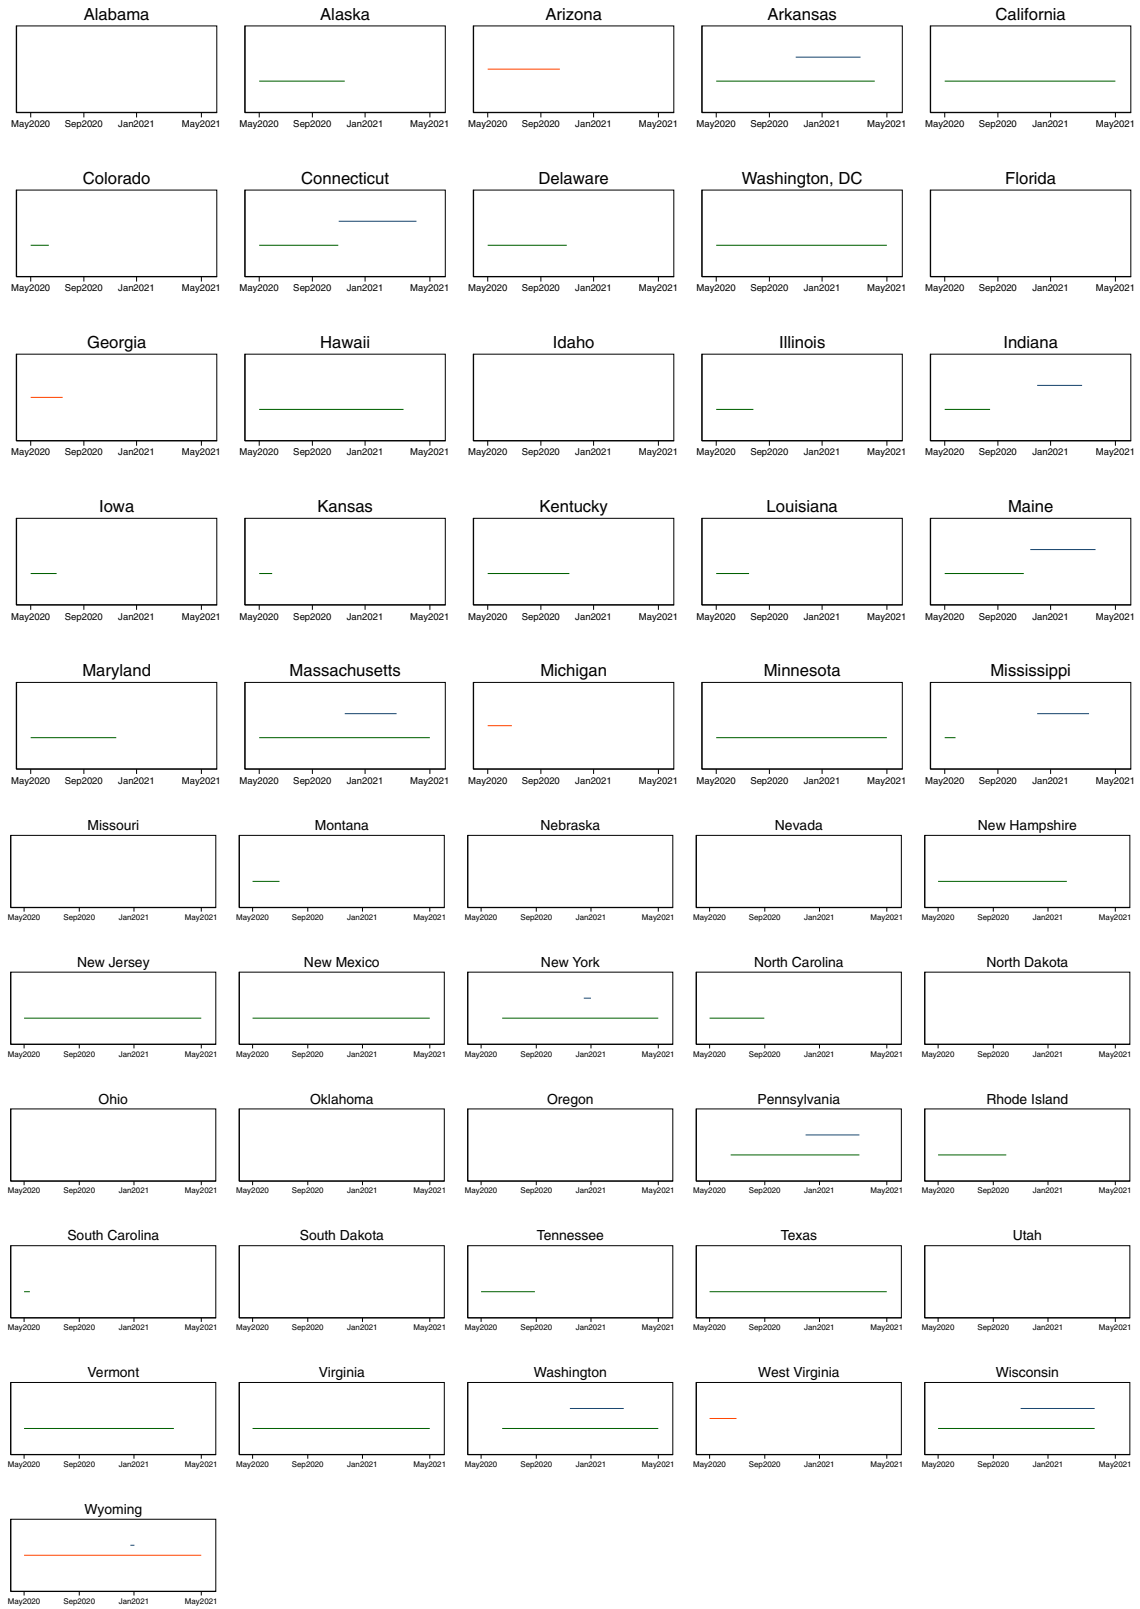 Alabama Alaska Arizona Arkansas California
May2020 Sep2020 Jan2021 May2021 May2020 Sep2020 Jan2021 May2021 May2020 Sep2020 Jan2021 May2021 May2020 Sep2020 Jan2021 May2021 May2020 Sep2020 Jan2021 May2021
Colorado Connecticut Delaware Washington, DC Florida
May2020 Sep2020 Jan2021 May2021 May2020 Sep2020 Jan2021 May2021 May2020 Sep2020 Jan2021 May2021 May2020 Sep2020 Jan2021 May2021 May2020 Sep2020 Jan2021 May2021
Georgia Hawaii Idaho Illinois Indiana
May2020 Sep2020 Jan2021 May2021 May2020 Sep2020 Jan2021 May2021 May2020 Sep2020 Jan2021 May2021 May2020 Sep2020 Jan2021 May2021 May2020 Sep2020 Jan2021 May2021
Iowa Kansas Kentucky Louisiana Maine
May2020 Sep2020 Jan2021 May2021 May2020 Sep2020 Jan2021 May2021 May2020 Sep2020 Jan2021 May2021 May2020 Sep2020 Jan2021 May2021 May2020 Sep2020 Jan2021 May2021
Maryland Massachusetts Michigan Minnesota Mississippi
May2020 Sep2020 Jan2021 May2021 May2020 Sep2020 Jan2021 May2021 May2020 Sep2020 Jan2021 May2021 May2020 Sep2020 Jan2021 May2021 May2020 Sep2020 Jan2021 May2021
Missouri Montana Nebraska Nevada New Hampshire
May2020 Sep2020 Jan2021 May2021 May2020 Sep2020 Jan2021 May2021 May2020 Sep2020 Jan2021 May2021 May2020 Sep2020 Jan2021 May2021 May2020 Sep2020 Jan2021 May2021
New Jersey New Mexico New York North Carolina North Dakota
May2020 Sep2020 Jan2021 May2021 May2020 Sep2020 Jan2021 May2021 May2020 Sep2020 Jan2021 May2021 May2020 Sep2020 Jan2021 May2021 May2020 Sep2020 Jan2021 May2021
Ohio Oklahoma Oregon Pennsylvania Rhode Island
May2020 Sep2020 Jan2021 May2021 May2020 Sep2020 Jan2021 May2021 May2020 Sep2020 Jan2021 May2021 May2020 Sep2020 Jan2021 May2021 May2020 Sep2020 Jan2021 May2021
South Carolina South Dakota Tennessee Texas Utah
May2020 Sep2020 Jan2021 May2021 May2020 Sep2020 Jan2021 May2021 May2020 Sep2020 Jan2021 May2021 May2020 Sep2020 Jan2021 May2021 May2020 Sep2020 Jan2021 May2021
Vermont Virginia Washington West Virginia Wisconsin
May2020 Sep2020 Jan2021 May2021 May2020 Sep2020 Jan2021 May2021 May2020 Sep2020 Jan2021 May2021 May2020 Sep2020 Jan2021 May2021 May2020 Sep2020 Jan2021 May2021
Wyoming
May2020 Sep2020 Jan2021 May2021